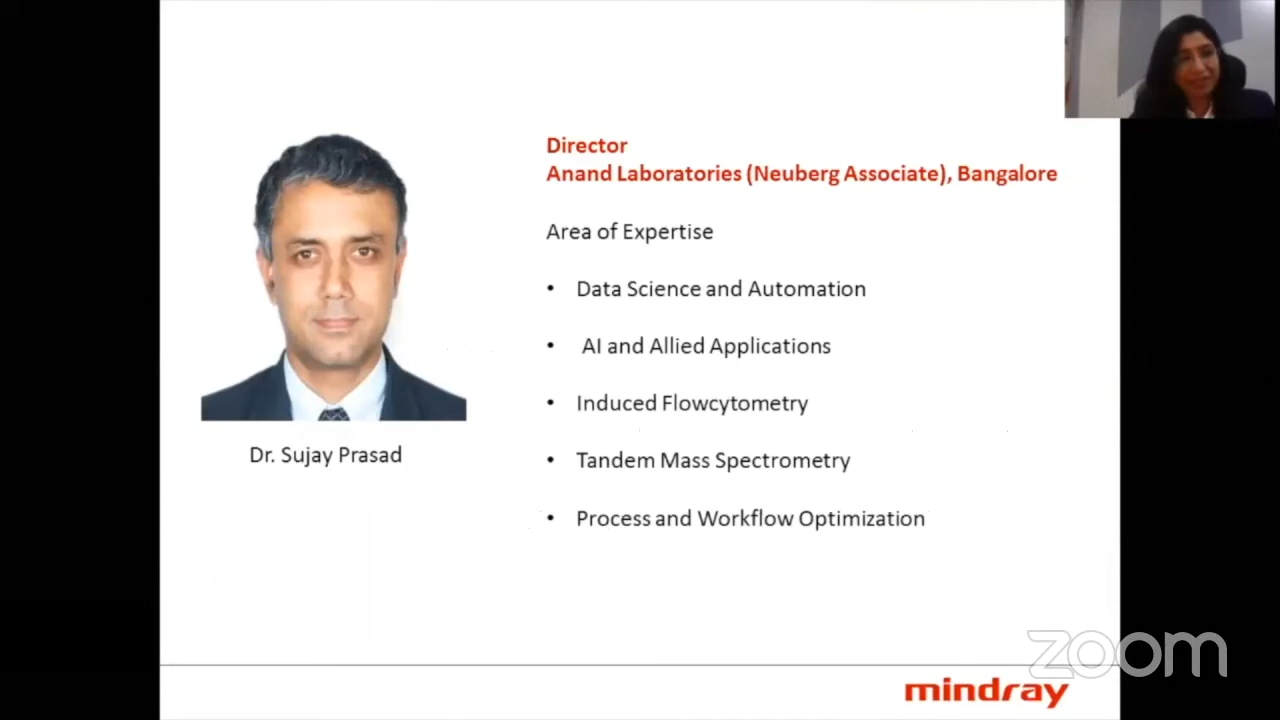 Director
Anand Laboratories (Neuberg Associate), Bangalore
Area of Expertise
• Data Science and Automation
• AI and Allied Applications
• Induced Flowcytometry
• Tandem Mass Spectrometry
• Process and Workflow Optimization
Dr. Sujay Prasad
zoom
mindray